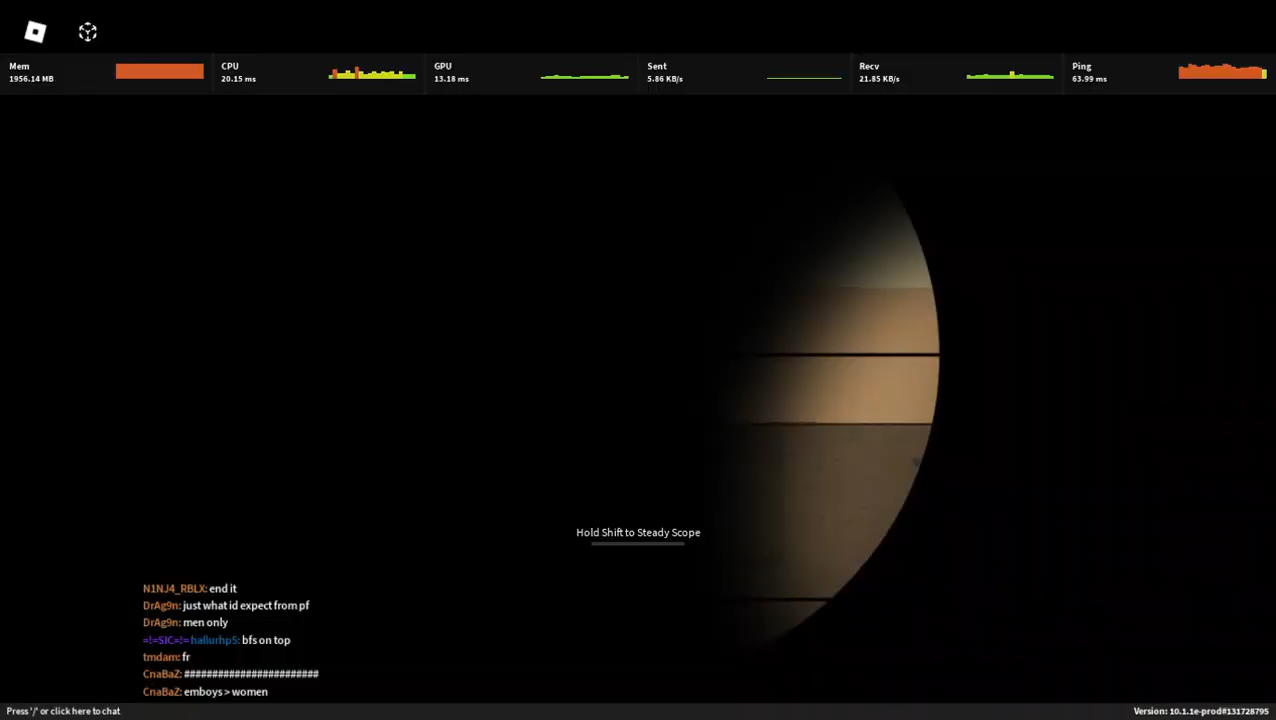 Mem
1956.14 MB
CPU
20.15 ms
GPU
13.18 ms
Sent
5.86 KB/s
Recv
21.85 KB/s
Ping
63.99 ms
Hold Shift to Steady Scope
N1NJ4_RBLX: end it
DrAg9n: just what id expect from pf
DrAg9n: men only
=!=SIC=!= hallurhp5: bfs on top
tmdam: fr
CnaBaZ: ########################
CnaBaZ: emboys > women
Press '/' or click here to chat
Version: 10.1.1e-prod#131728795